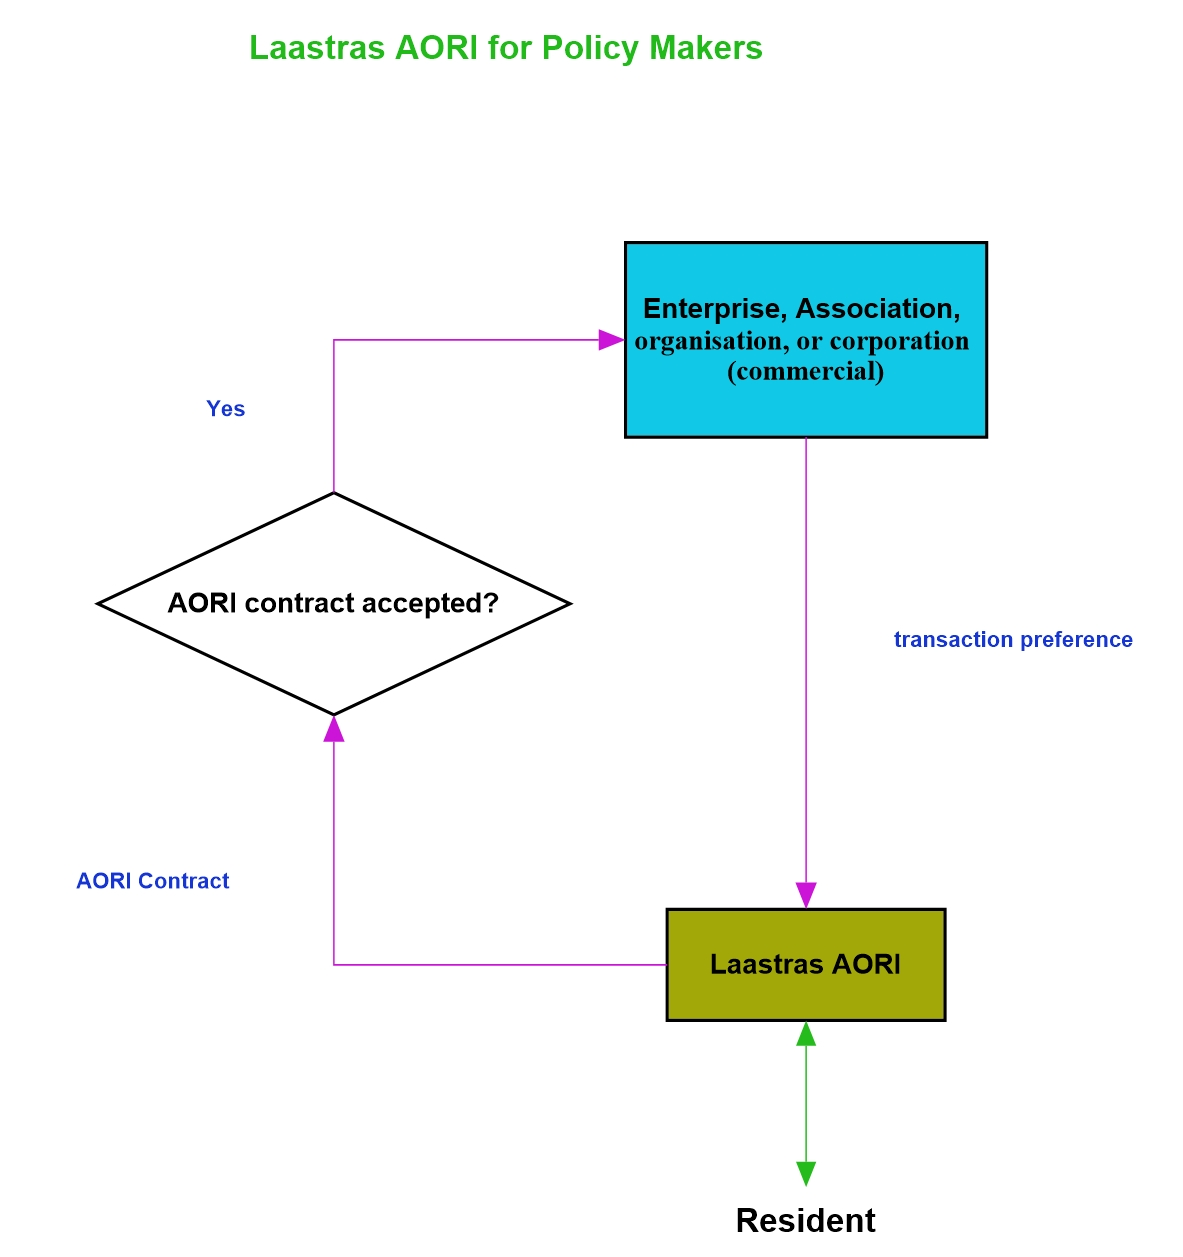 Laastras AORI for Policy Makers
Enterprise, Association,
organisation, or corporation
(commercial)
Yes
AORI contract accepted?
transaction preference
AORI Contract
Laastras AORI
Resident